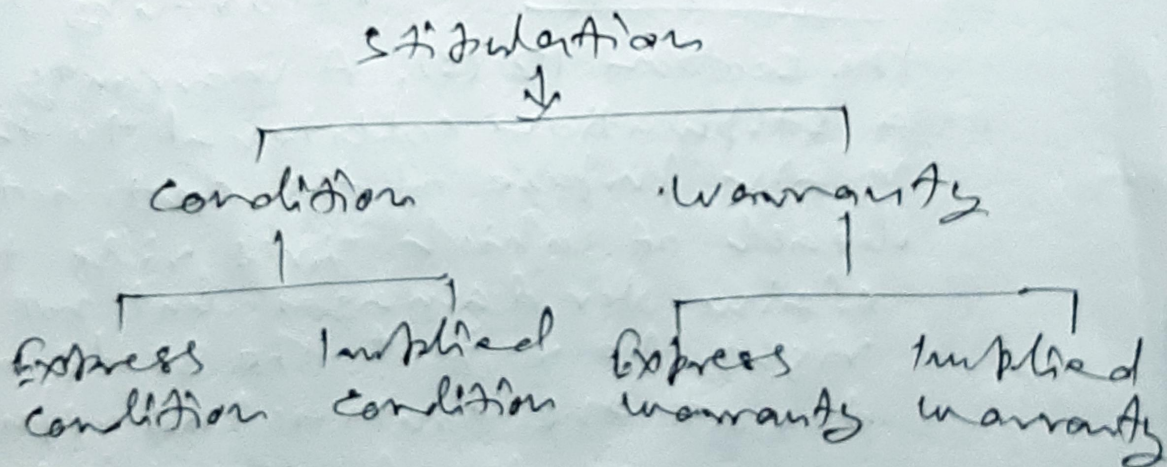 Stipulation
Condition Warranty
Express Implied Express Implied
condition condition warranty warranty